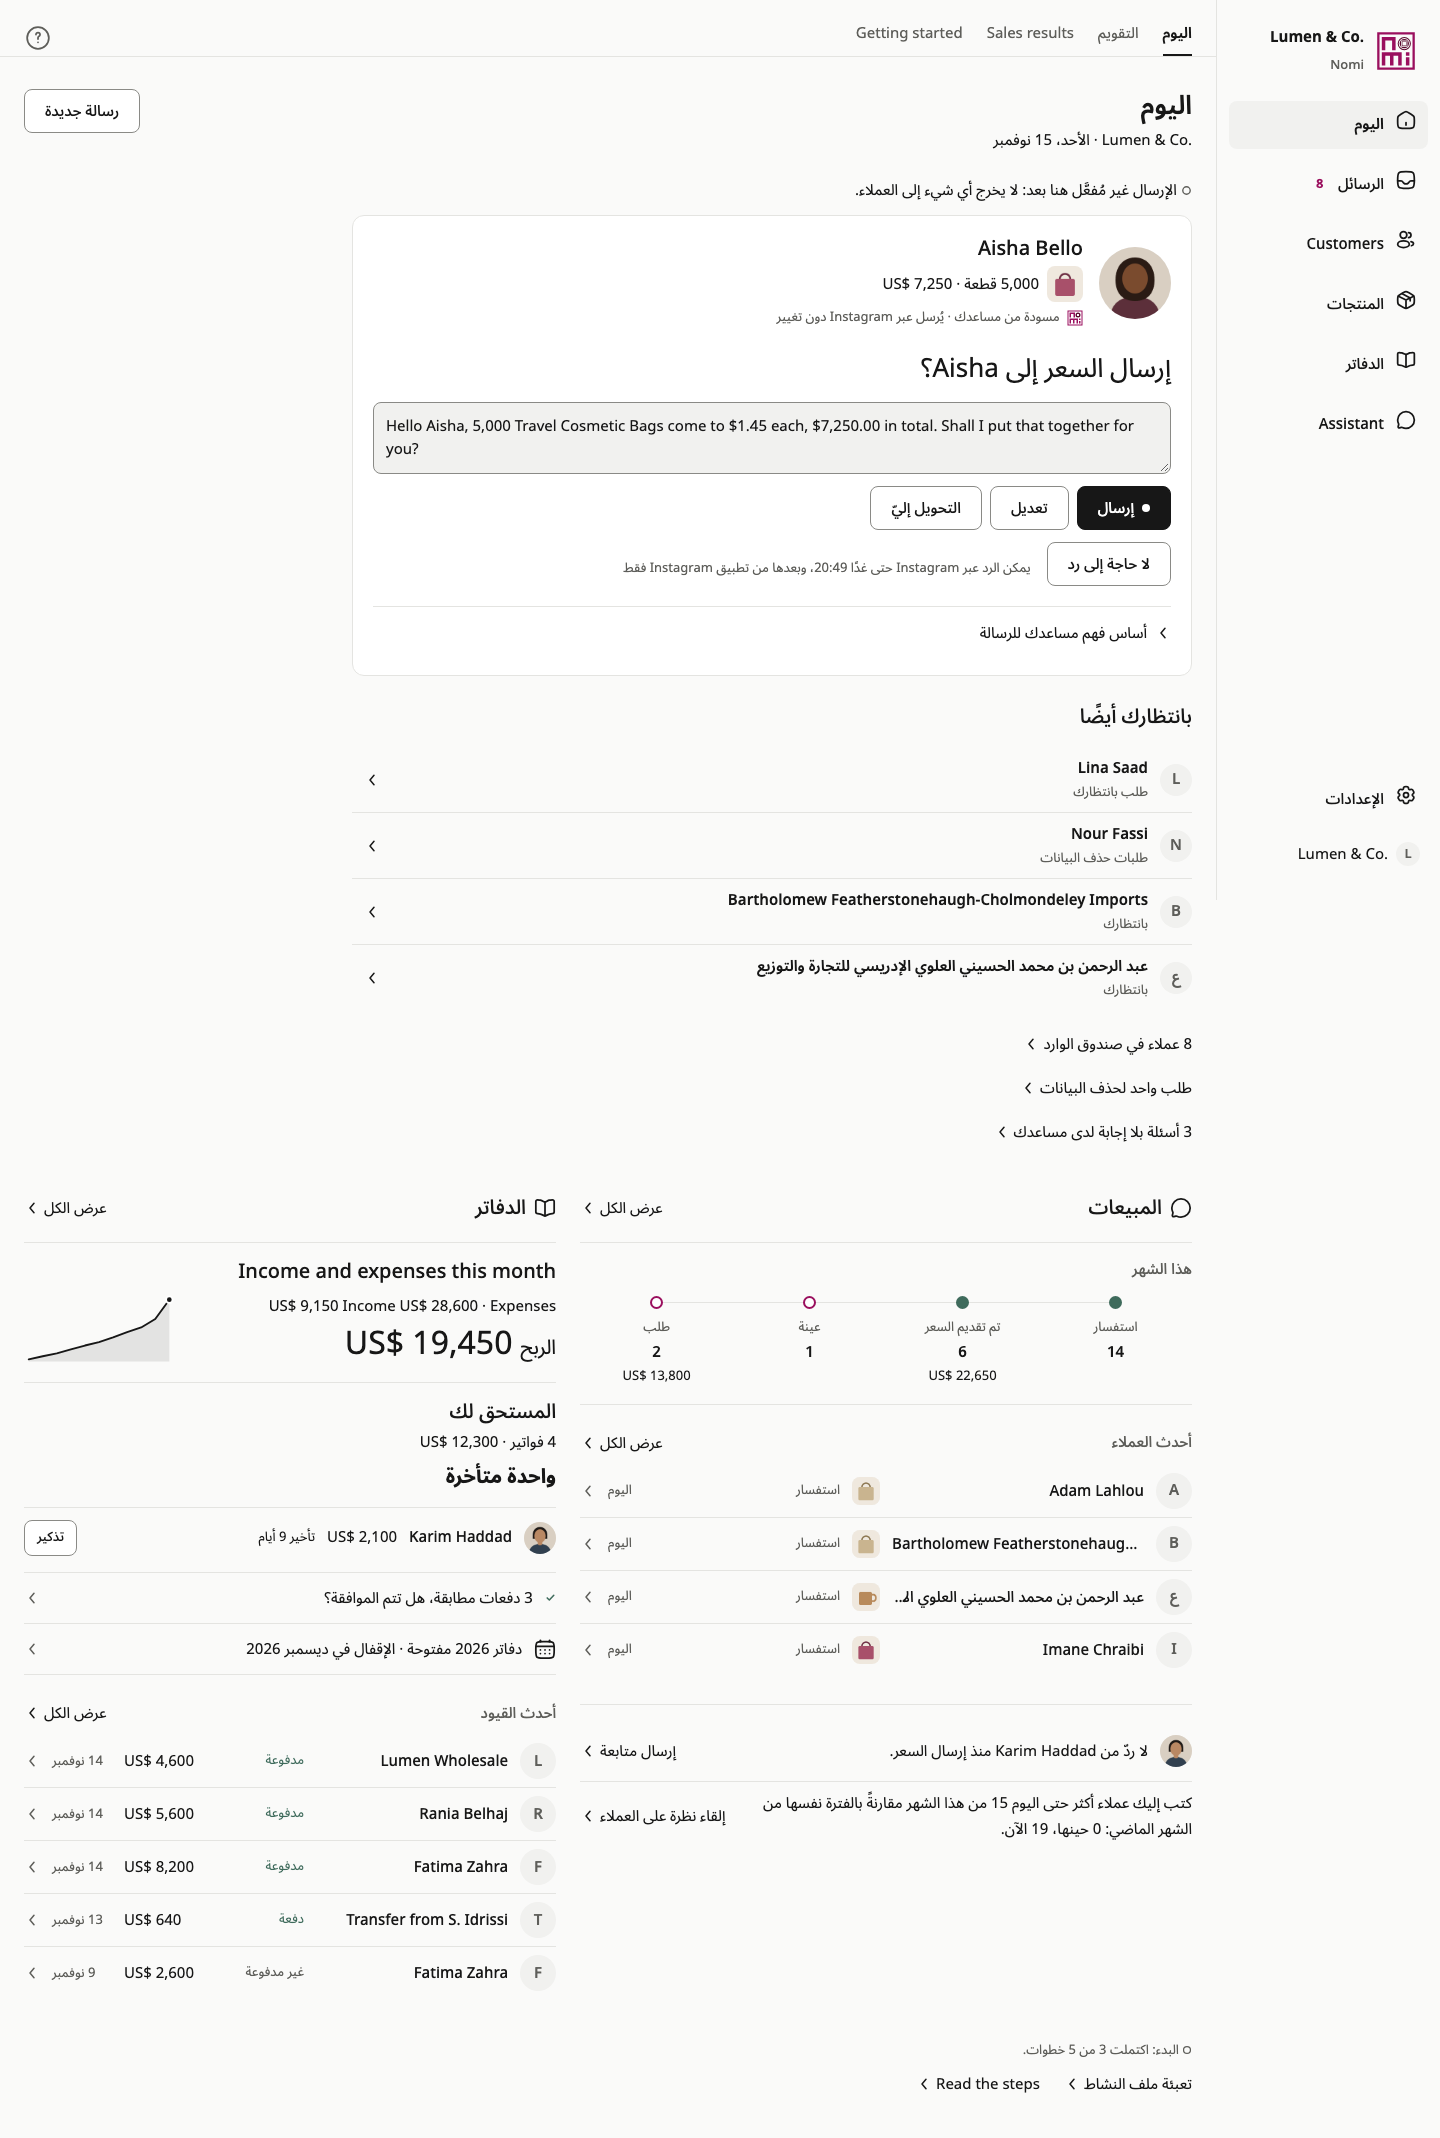 Lumen & Co.
Nomi
اليوم
الرسائل 8
Customers
المنتجات
الدفاتر
Assistant
الإعدادات
L Lumen & Co.
اليوم التقويم Sales results Getting started
اليوم
Lumen & Co. · الأحد، 15 نوفمبر
رسالة جديدة
الإرسال غير مُفعَّل هنا بعد: لا يخرج أي شيء إلى العملاء.
Aisha Bello
5,000 قطعة · US$ 7,250
مسودة من مساعدك · يُرسل عبر Instagram دون تغيير
إرسال السعر إلى Aisha؟
Hello Aisha, 5,000 Travel Cosmetic Bags come to $1.45 each, $7,250.00 in total. Shall I put that together for
you?
إرسال
تعديل
التحويل إليّ
لا حاجة إلى رد
يمكن الرد عبر Instagram حتى غدًا 20:49، وبعدها من تطبيق Instagram فقط
أساس فهم مساعدك للرسالة
بانتظارك أيضًا
L Lina Saad
طلب بانتظارك
N Nour Fassi
طلبات حذف البيانات
B Bartholomew Featherstonehaugh-Cholmondeley Imports
بانتظارك
ع عبد الرحمن بن محمد الحسيني العلوي الإدريسي للتجارة والتوزيع
بانتظارك
8 عملاء في صندوق الوارد
طلب واحد لحذف البيانات
3 أسئلة بلا إجابة لدى مساعدك
المبيعات
عرض الكل
هذا الشهر
استفسار تم تقديم السعر عينة طلب
14 6 1 2
US$ 22,650 US$ 13,800
أحدث العملاء
عرض الكل
A Adam Lahlou استفسار اليوم
B Bartholomew Featherstonehaug... استفسار اليوم
ع عبد الرحمن بن محمد الحسيني العلوي الـ... استفسار اليوم
I Imane Chraibi استفسار اليوم
لا ردّ من Karim Haddad منذ إرسال السعر.
إرسال متابعة
كتب إليك عملاء أكثر حتى اليوم 15 من هذا الشهر مقارنةً بالفترة نفسها من
الشهر الماضي: 0 حينها، 19 الآن.
إلقاء نظرة على العملاء
الدفاتر
عرض الكل
Income and expenses this month
US$ 9,150 Income US$ 28,600 · Expenses
الربح US$ 19,450
المستحق لك
4 فواتير · US$ 12,300
واحدة متأخرة
Karim Haddad US$ 2,100 تأخير 9 أيام
تذكير
3 دفعات مطابقة، هل تتم الموافقة؟
دفاتر 2026 مفتوحة · الإقفال في ديسمبر 2026
أحدث القيود
عرض الكل
L Lumen Wholesale مدفوعة US$ 4,600 14 نوفمبر
R Rania Belhaj مدفوعة US$ 5,600 14 نوفمبر
F Fatima Zahra مدفوعة US$ 8,200 14 نوفمبر
T Transfer from S. Idrissi دفعة US$ 640 13 نوفمبر
F Fatima Zahra غير مدفوعة US$ 2,600 9 نوفمبر
البدء: اكتملت 3 من 5 خطوات.
تعبئة ملف النشاط Read the steps